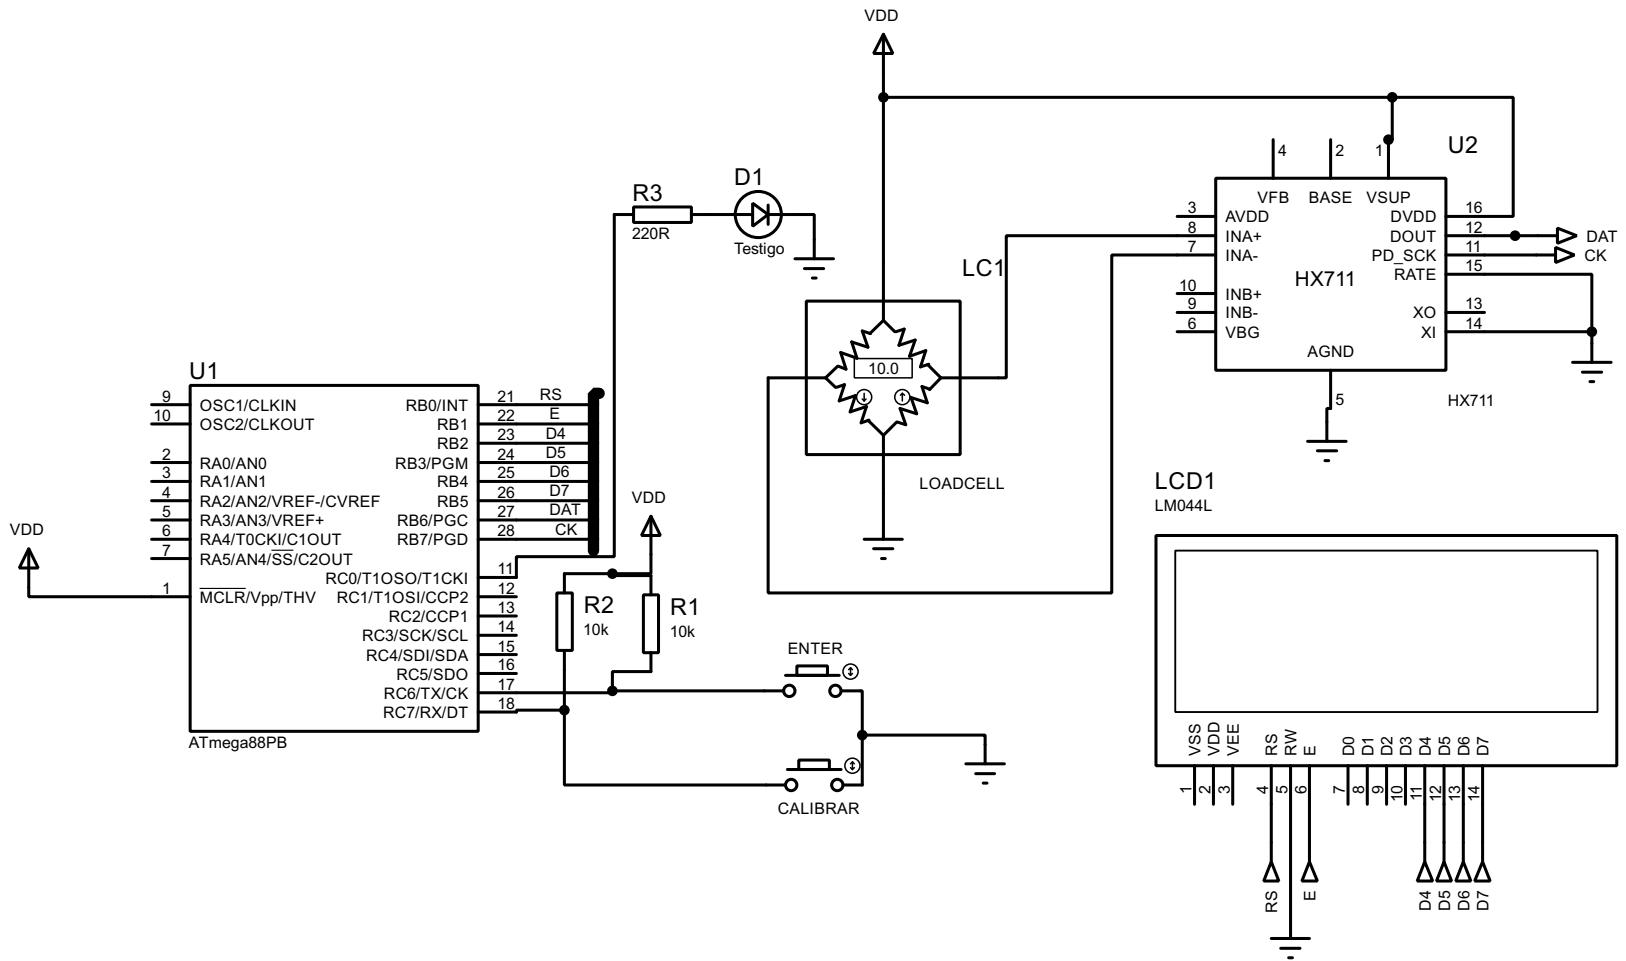 VDD
U2
4
2
1
VFB
BASE
VSUP
3
AVDD
DVDD
16
8
INA+
DOUT
12
DAT
7
INA-
PD_SCK
11
CK
RATE
15
HX711
10
INB+
9
INB-
XO
13
6
VBG
XI
14
AGND
5
HX711
R3
220R
D1
Testigo
LC1
10.0
LOADCELL
U1
9
OSC1/CLKIN
RB0/INT
21
RS
10
OSC2/CLKOUT
RB1
22
E
RB2
23
D4
2
RA0/AN0
RB3/PGM
24
D5
3
RA1/AN1
RB4
25
D6
4
RA2/AN2/VREF-/CVREF
RB5
26
D7
5
RA3/AN3/VREF+
RB6/PGC
27
DAT
6
RA4/T0CKI/C1OUT
RB7/PGD
28
CK
7
RA5/AN4/SS/C2OUT
RC0/T1OSO/T1CKI
11
VDD
1
MCLR/Vpp/THV
RC1/T1OSI/CCP2
12
RC2/CCP1
13
RC3/SCK/SCL
14
RC4/SDI/SDA
15
RC5/SDO
16
RC6/TX/CK
17
RC7/RX/DT
18
ATmega88PB
VDD
R2
10k
R1
10k
ENTER
CALIBRAR
LCD1
LM044L
VSS
VDD
VEE
RS
RW
E
D0
D1
D2
D3
D4
D5
D6
D7
1
2
3
4
5
6
7
8
9
10
11
12
13
14
RS
E
D4
D5
D6
D7